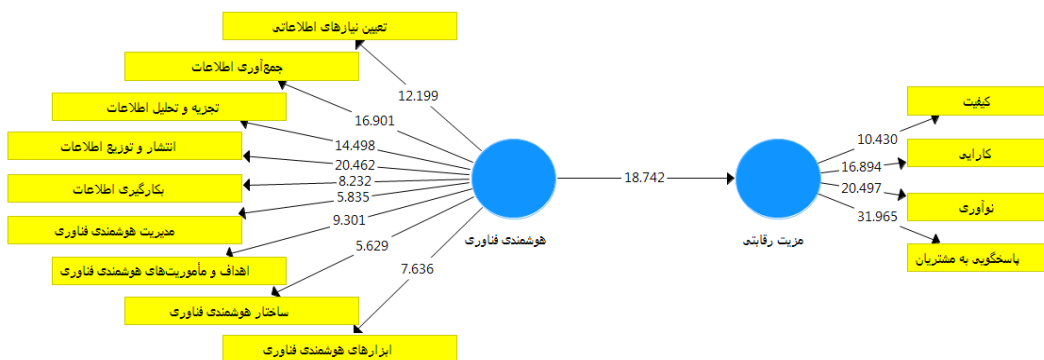 تعیین نیازهای اطلاعاتی
جمع‌آوری اطلاعات
تجزیه و تحلیل اطلاعات
انتشار و توزیع اطلاعات
بکارگیری اطلاعات
مدیریت هوشمندی فناوری
اهداف و مأموریت‌های هوشمندی فناوری
ساختار هوشمندی فناوری
ابزارهای هوشمندی فناوری
12.199
16.901
14.498
20.462
8.232
5.835
9.301
5.629
7.636
هوشمندی فناوری
18.742
مزیت رقابتی
10.430
16.894
20.497
31.965
کیفیت
کارایی
نوآوری
پاسخگویی به مشتریان